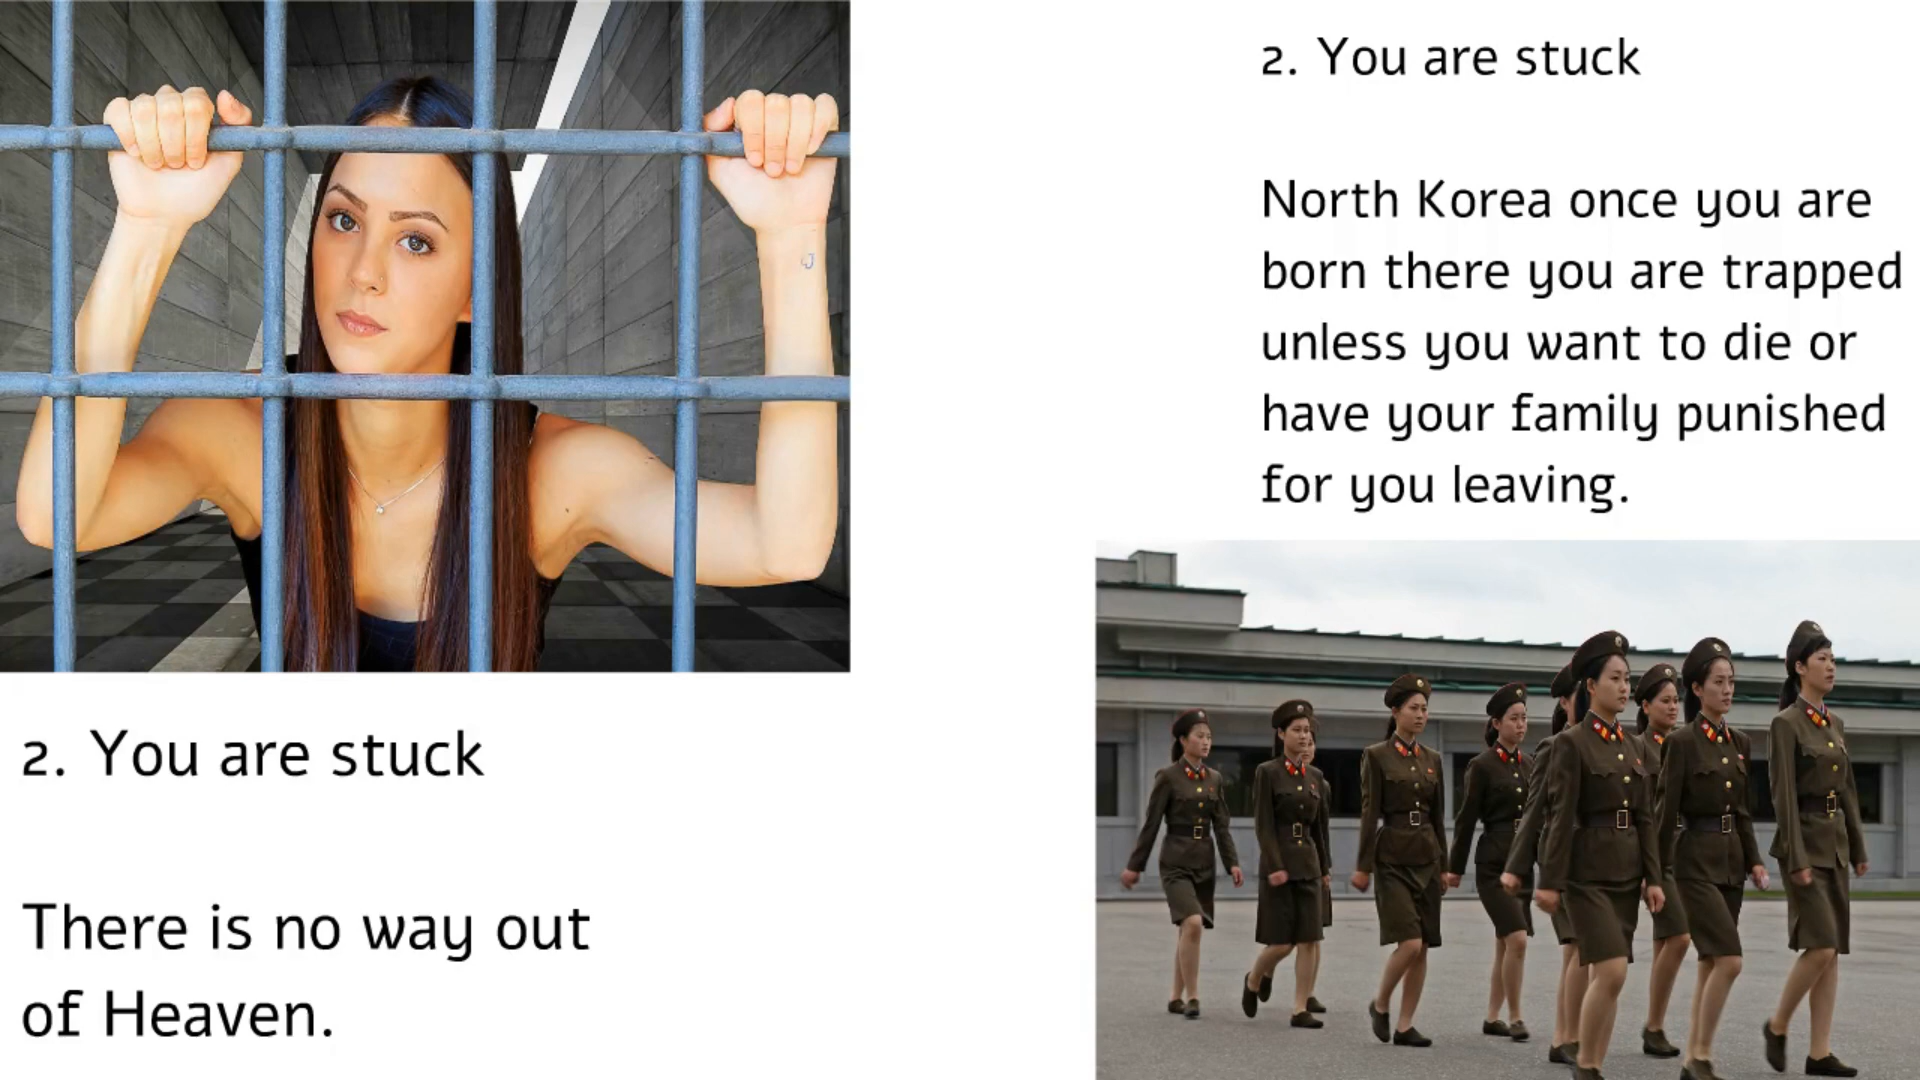 2. You are stuck
There is no way out
of Heaven.
2. You are stuck
North Korea once you are
born there you are trapped
unless you want to die or
have your family punished
for you leaving.